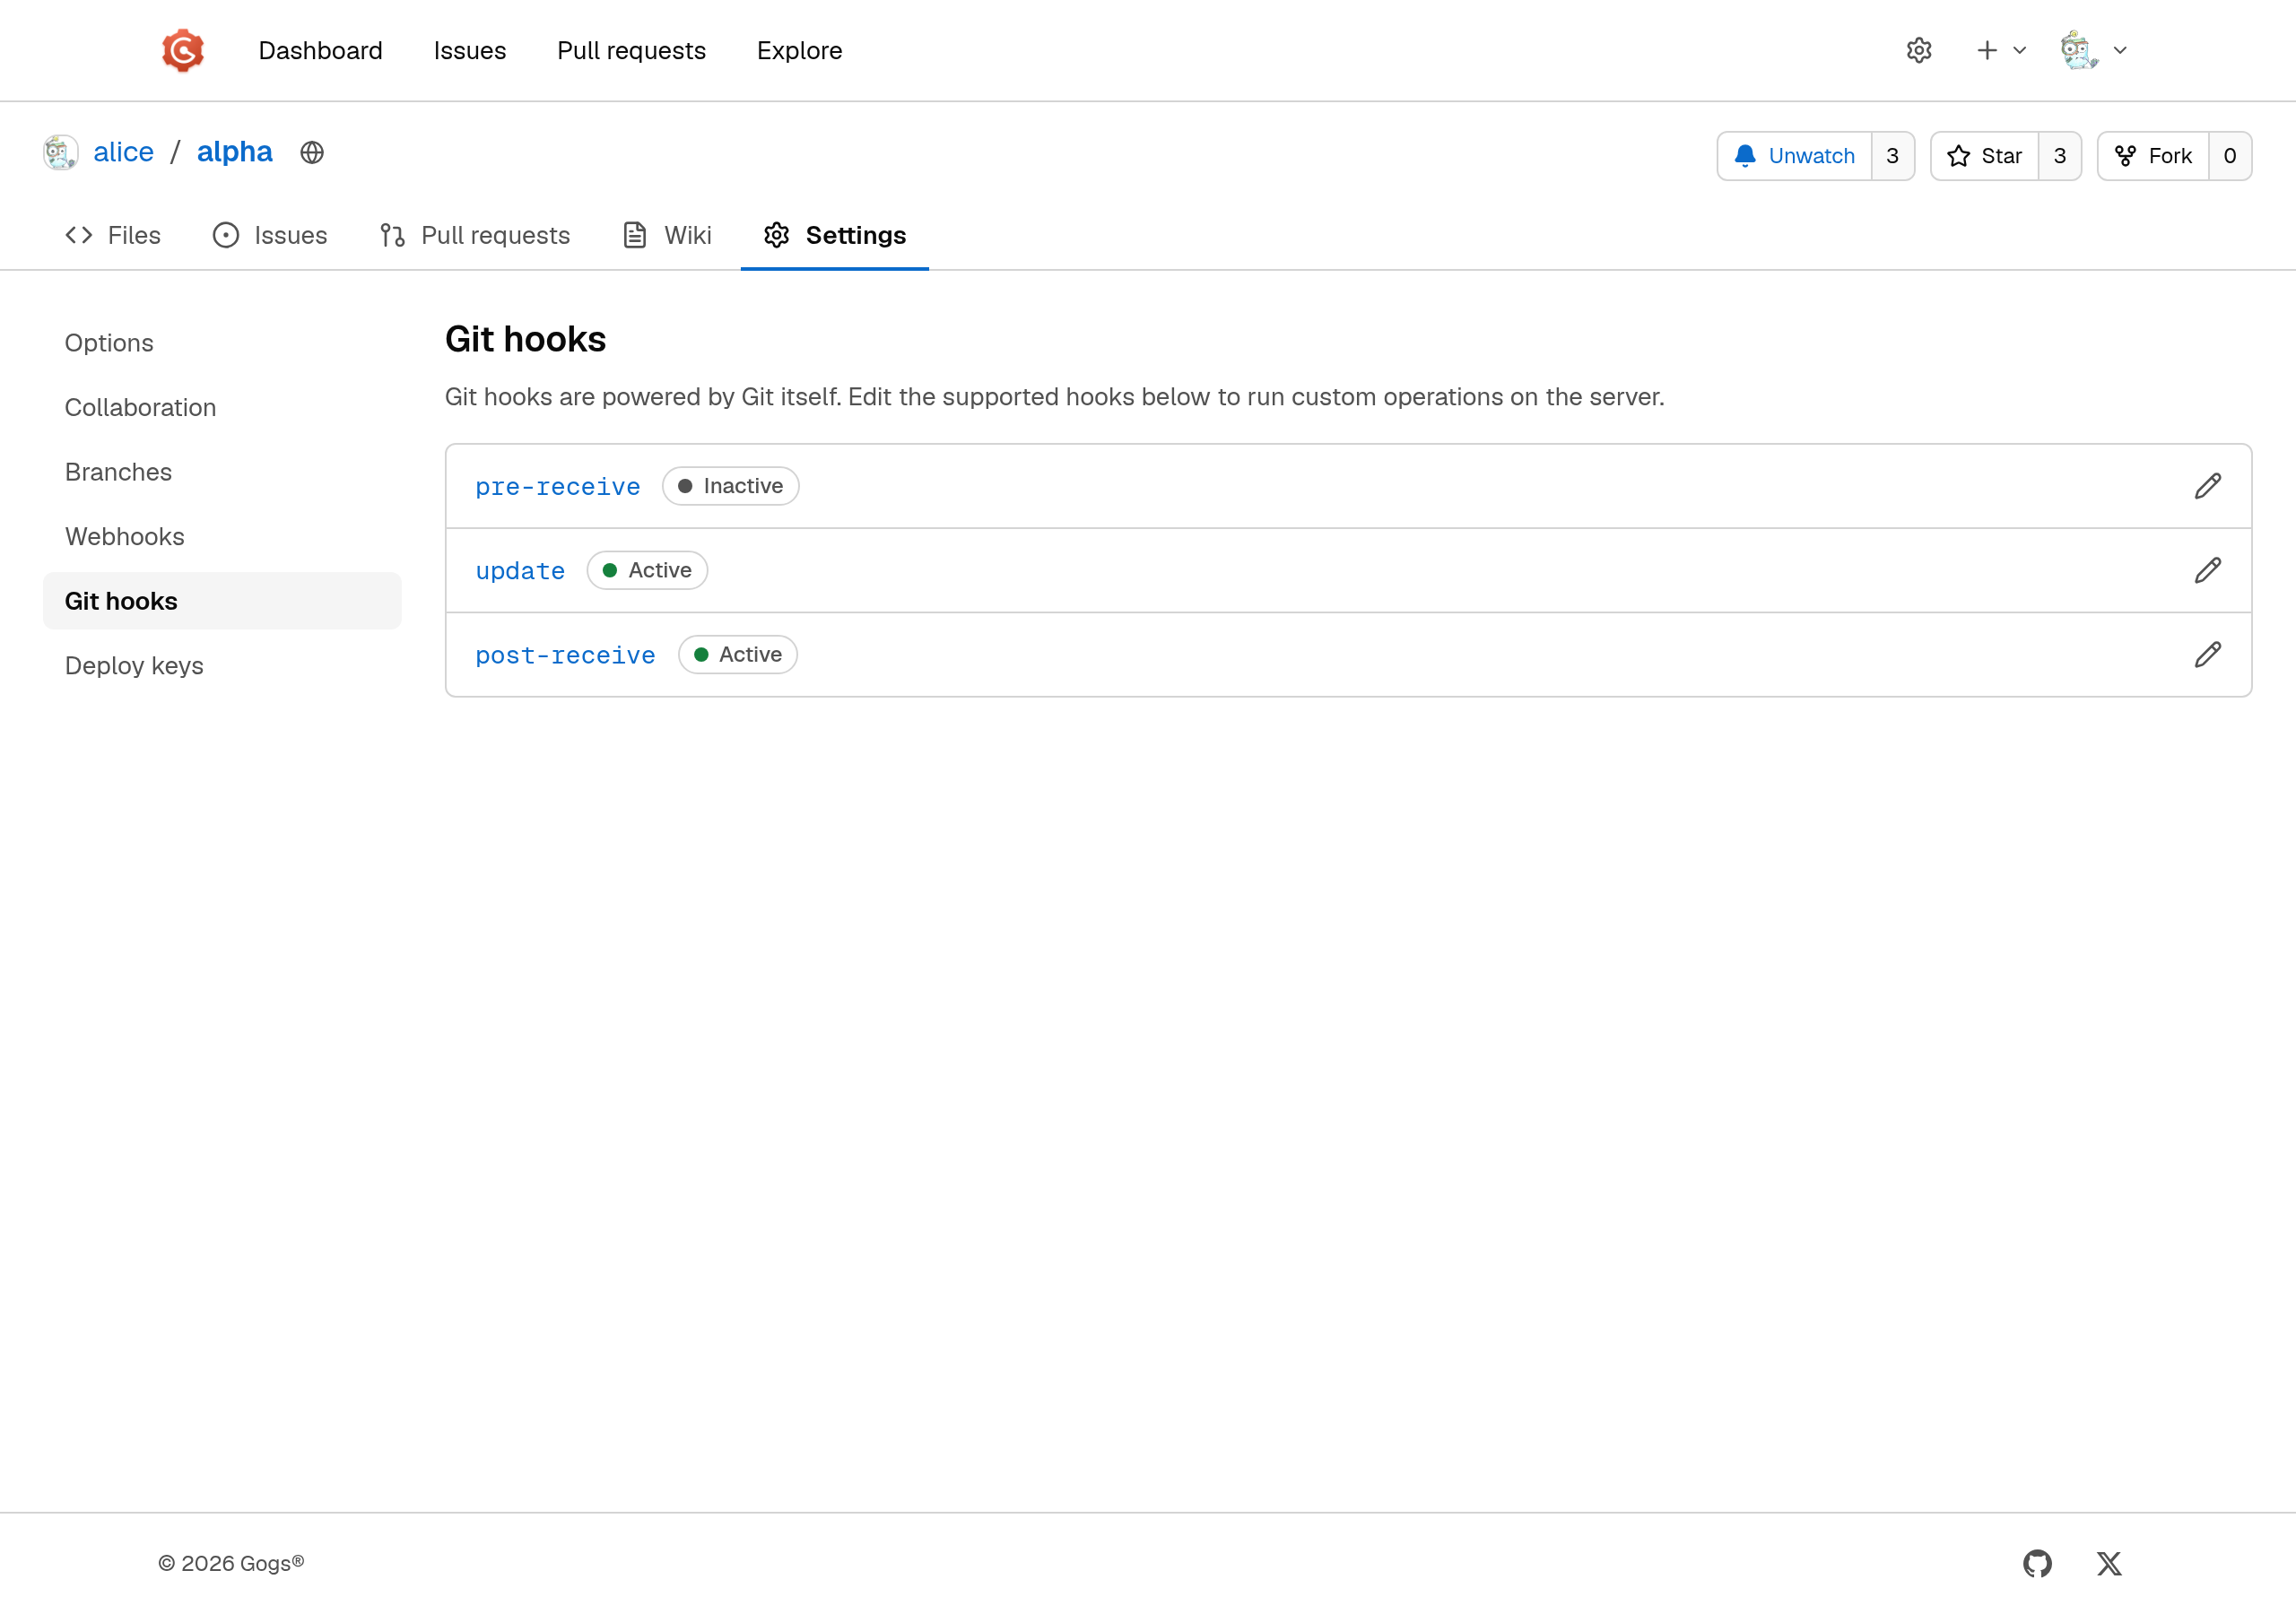 Dashboard Issues Pull requests Explore
alice / alpha
Unwatch 3 Star 3 Fork 0
Files Issues Pull requests Wiki Settings
Options
Collaboration
Branches
Webhooks
Git hooks
Deploy keys
Git hooks
Git hooks are powered by Git itself. Edit the supported hooks below to run custom operations on the server.
pre-receive Inactive
update Active
post-receive Active
© 2026 Gogs®